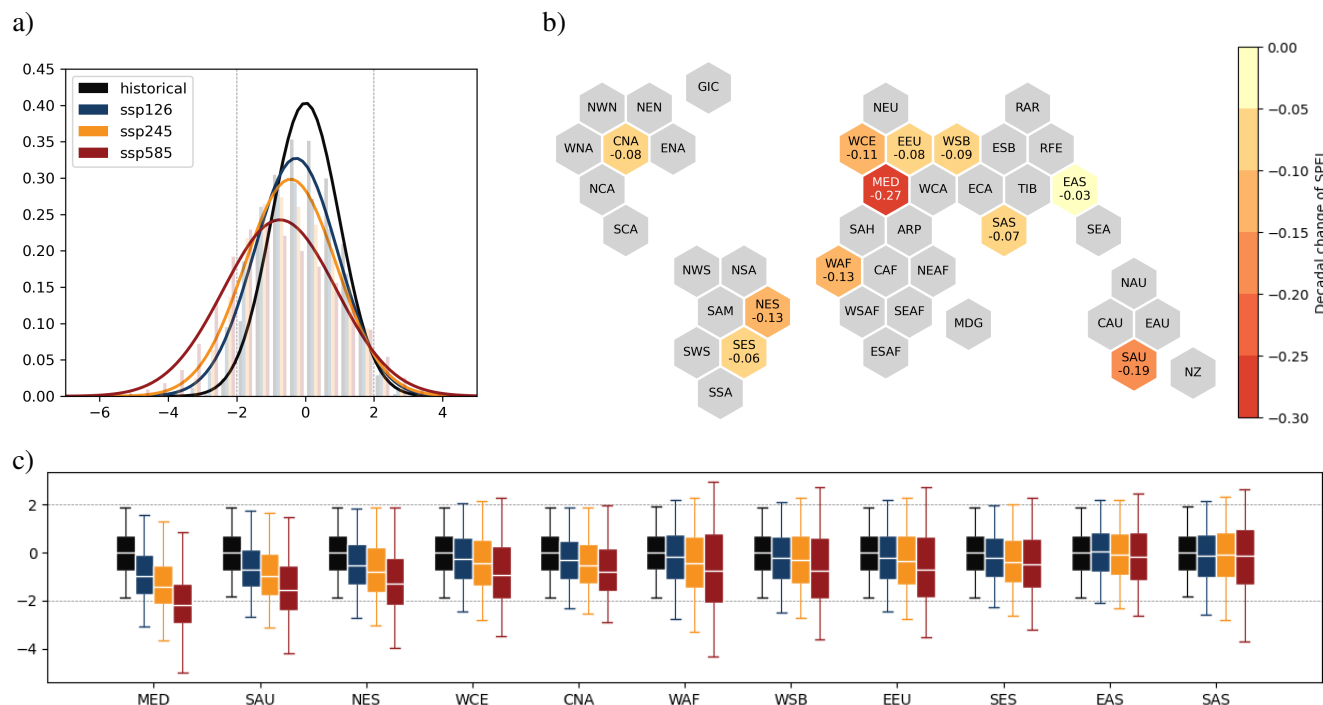 a)
0.45
0.40
0.35
0.30
0.25
0.20
0.15
0.10
0.05
0.00
−6
−4
−2
0
2
4
historical
ssp126
ssp245
ssp585
b)
GIC
NWN
NEN
WNA
CNA
-0.08
ENA
NCA
SCA
NWS
NSA
SAM
NES
-0.13
SWS
SES
-0.06
SSA
NEU
RAR
WCE
-0.11
EEU
-0.08
WSB
-0.09
ESB
RFE
MED
-0.27
WCA
ECA
TIB
EAS
-0.03
SAH
ARP
SAS
-0.07
SEA
WAF
-0.13
CAF
NEAF
WSAF
SEAF
MDG
ESAF
NAU
CAU
EAU
SAU
-0.19
NZ
0.00
−0.05
−0.10
−0.15
−0.20
−0.25
−0.30
Decadal change of SPEI
c)
2
0
−2
−4
MED
SAU
NES
WCE
CNA
WAF
WSB
EEU
SES
EAS
SAS